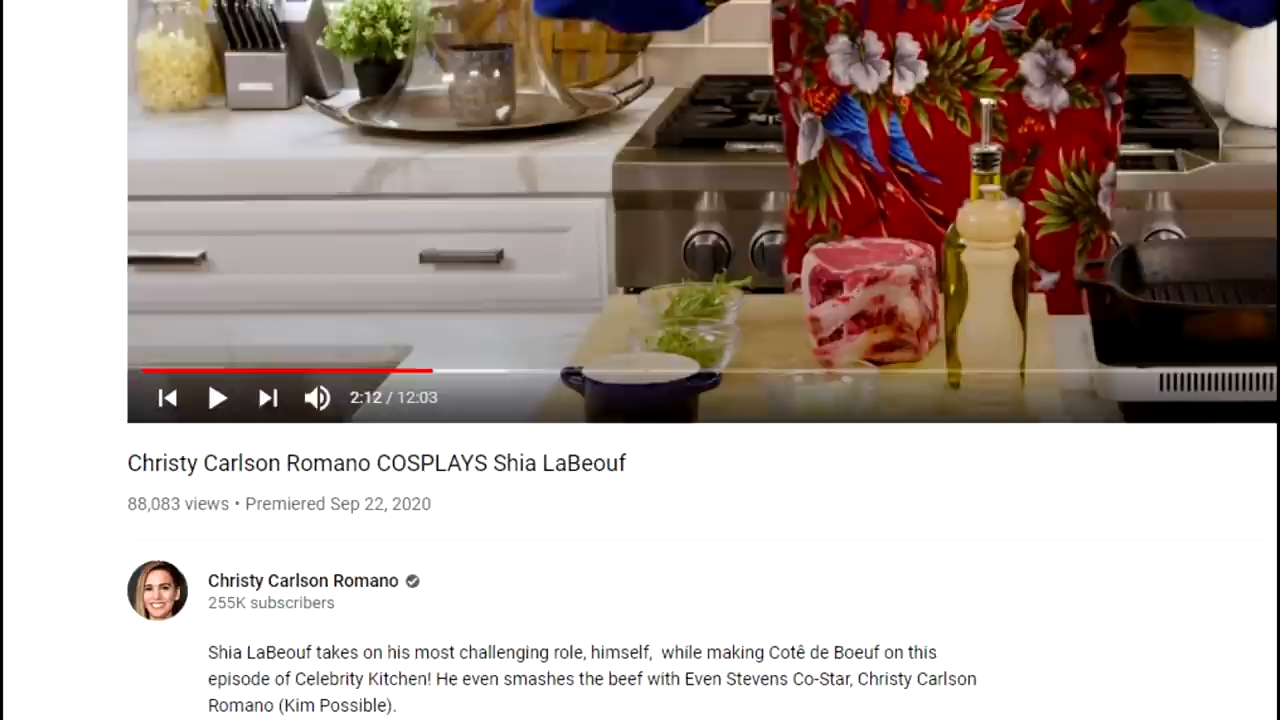 2:12 / 12:03
Christy Carlson Romano COSPLAYS Shia LaBeouf
88,083 views • Premiered Sep 22, 2020
Christy Carlson Romano
255K subscribers
Shia LaBeouf takes on his most challenging role, himself,  while making Cotê de Boeuf on this
episode of Celebrity Kitchen! He even smashes the beef with Even Stevens Co-Star, Christy Carlson
Romano (Kim Possible).